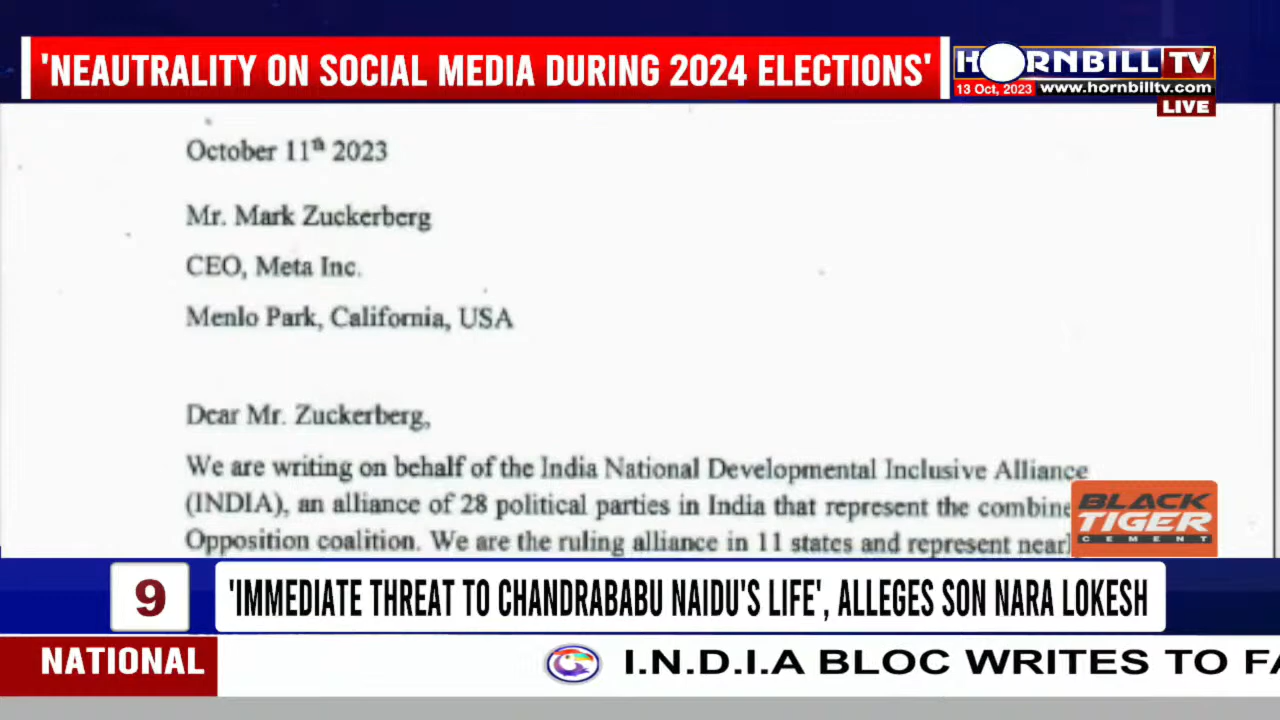 'NEAUTRALITY ON SOCIAL MEDIA DURING 2024 ELECTIONS'
H RNBILL TV
13 Oct, 2023 www.hornbilltv.com
LIVE
October 11th 2023
Mr. Mark Zuckerberg
CEO, Meta Inc.
Menlo Park, California, USA
Dear Mr. Zuckerberg,
We are writing on behalf of the India National Developmental Inclusive Alliance
(INDIA), an alliance of 28 political parties in India that represent the combine
Opposition coalition. We are the ruling alliance in 11 states and represent near
BLACK
TIGER
CEMENT
9
'IMMEDIATE THREAT TO CHANDRABABU NAIDU'S LIFE', ALLEGES SON NARA LOKESH
NATIONAL
I.N.D.I.A BLOC WRITES TO FA